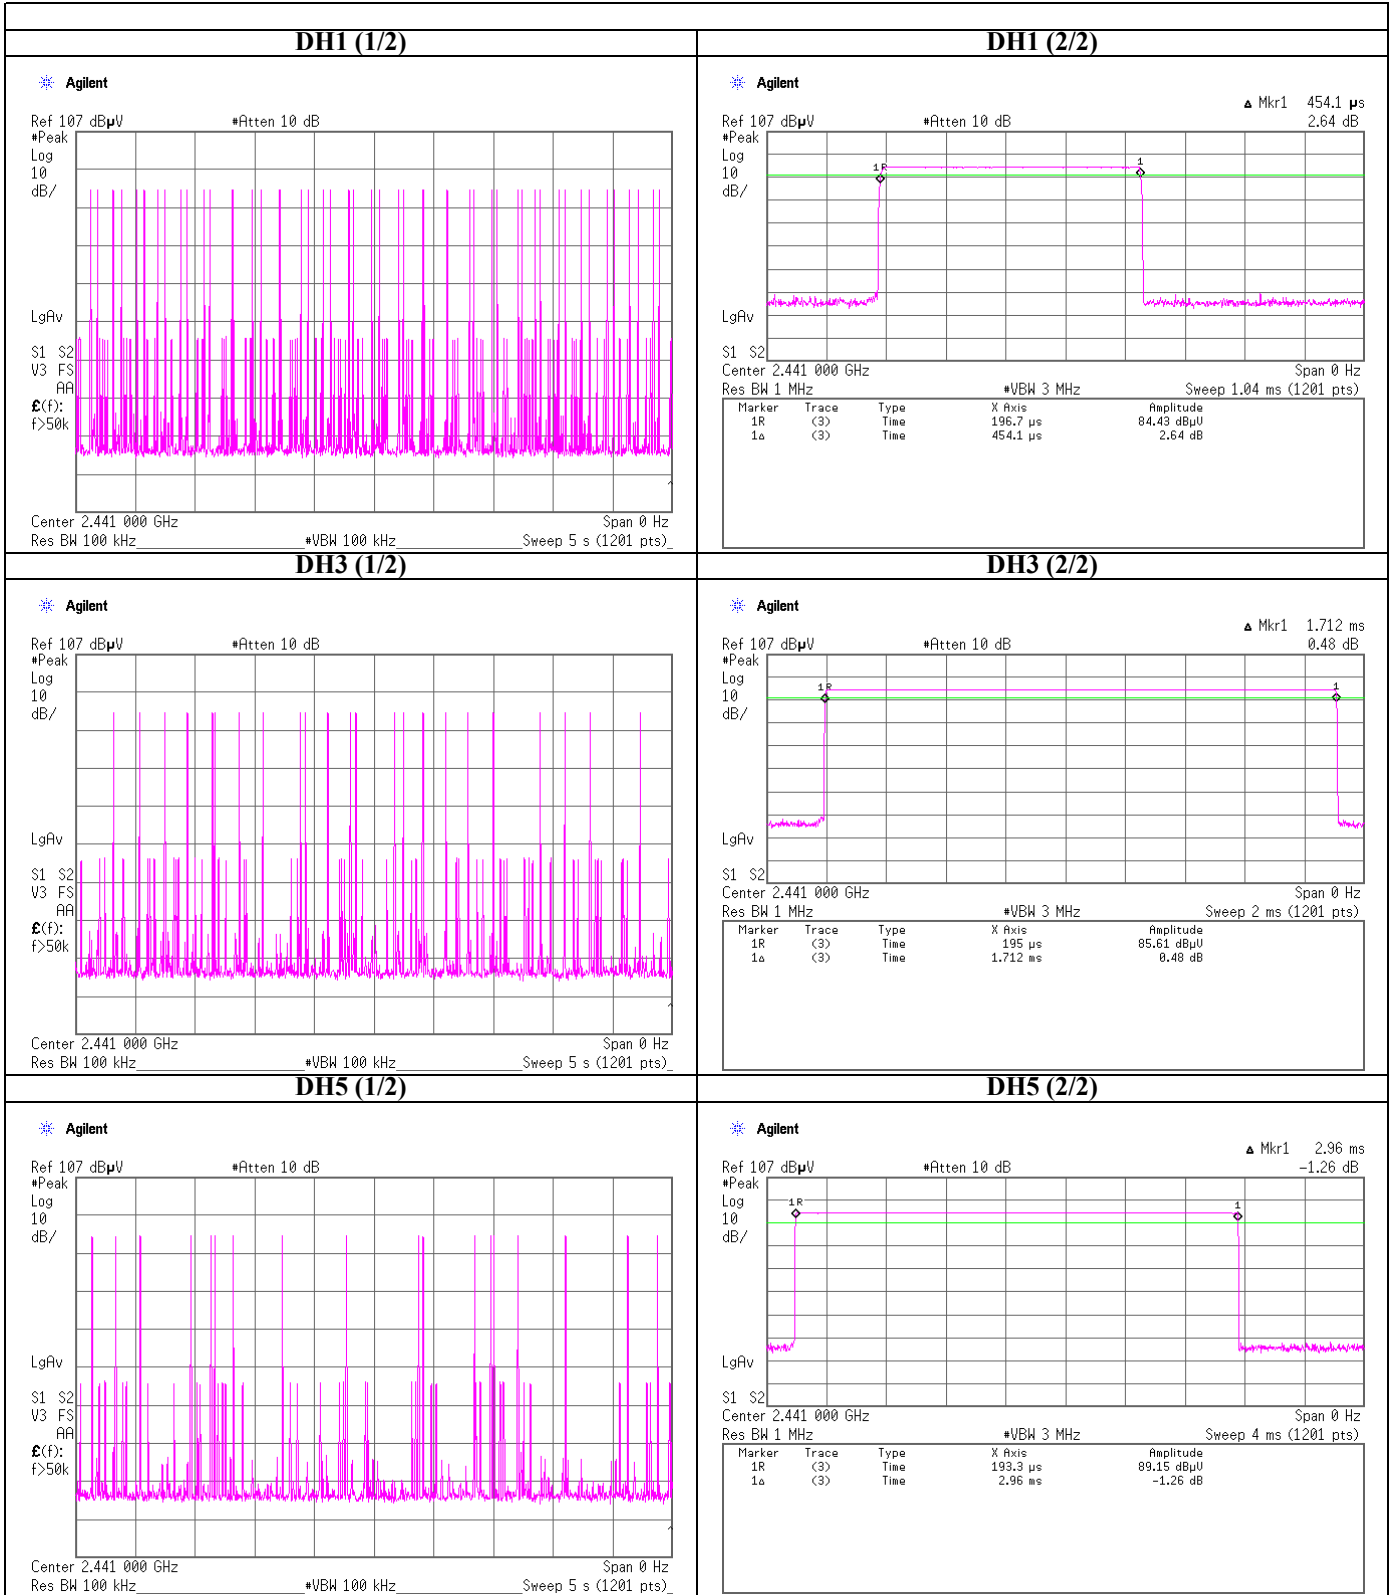 DH1 (1/2)
DH1 (2/2)
Agilent
Ref 107 dBµV #Atten 10 dB
#Peak
Log
10
dB/
LgAv
S1 S2
V3 FS
AA
£(f):
f>50k
Center 2.441 000 GHz Span 0 Hz
Res BW 100 kHz #VBW 100 kHz Sweep 5 s (1201 pts)
Agilent
Δ Mkr1 454.1 µs
Ref 107 dBµV #Atten 10 dB 2.64 dB
#Peak
Log
10
dB/
1R
1
LgAv
S1 S2
Center 2.441 000 GHz Span 0 Hz
Res BW 1 MHz #VBW 3 MHz Sweep 1.04 ms (1201 pts)
Marker Trace Type X Axis Amplitude
1R (3) Time 196.7 µs 84.43 dBµV
1Δ (3) Time 454.1 µs 2.64 dB
DH3 (1/2)
DH3 (2/2)
Agilent
Ref 107 dBµV #Atten 10 dB
#Peak
Log
10
dB/
LgAv
S1 S2
V3 FS
AA
£(f):
f>50k
Center 2.441 000 GHz Span 0 Hz
Res BW 100 kHz #VBW 100 kHz Sweep 5 s (1201 pts)
Agilent
Δ Mkr1 1.712 ms
Ref 107 dBµV #Atten 10 dB 0.48 dB
#Peak
Log
10
dB/
1R
1
LgAv
S1 S2
Center 2.441 000 GHz Span 0 Hz
Res BW 1 MHz #VBW 3 MHz Sweep 2 ms (1201 pts)
Marker Trace Type X Axis Amplitude
1R (3) Time 195 µs 85.61 dBµV
1Δ (3) Time 1.712 ms 0.48 dB
DH5 (1/2)
DH5 (2/2)
Agilent
Ref 107 dBµV #Atten 10 dB
#Peak
Log
10
dB/
LgAv
S1 S2
V3 FS
AA
£(f):
f>50k
Center 2.441 000 GHz Span 0 Hz
Res BW 100 kHz #VBW 100 kHz Sweep 5 s (1201 pts)
Agilent
Δ Mkr1 2.96 ms
Ref 107 dBµV #Atten 10 dB -1.26 dB
#Peak
Log
10
dB/
1R
1
LgAv
S1 S2
Center 2.441 000 GHz Span 0 Hz
Res BW 1 MHz #VBW 3 MHz Sweep 4 ms (1201 pts)
Marker Trace Type X Axis Amplitude
1R (3) Time 193.3 µs 89.15 dBµV
1Δ (3) Time 2.96 ms -1.26 dB